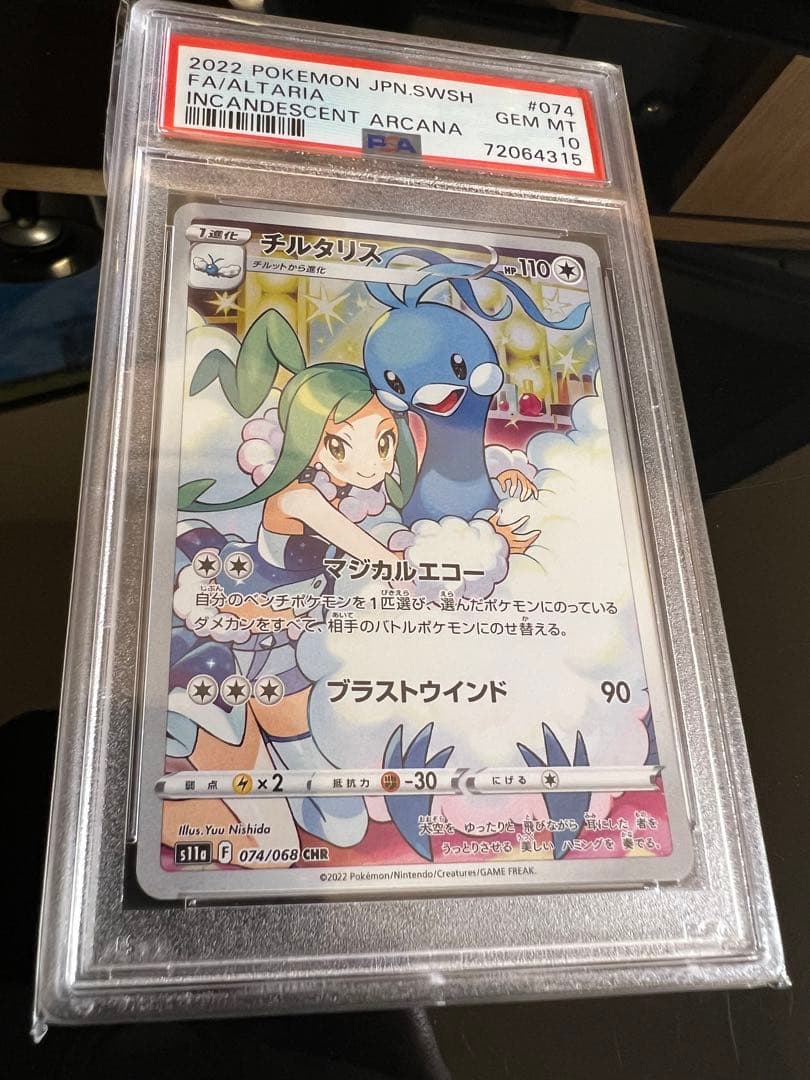 2022 POKEMON JPN.SWSH #074
FA/ALTARIA GEM MT
INCANDESCENT ARCANA 10
PSA 72064315
1進化 チルタリス HP 110
チルットから進化
マジカルエコー
自分のベンチポケモンを1匹選び、選んだポケモンにのっている
ダメカンをすべて、相手のバトルポケモンにのせ替える。
ブラストウインド 90
弱点 ×2 抵抗力 -30 にげる
Illus.Yuu Nishida
大空を ゆったりと 飛びながら 耳にした 者を
うっとりさせる 美しい ハミングを 奏でる。
s11a F 074/068 CHR
©2022 Pokémon/Nintendo/Creatures/GAME FREAK.